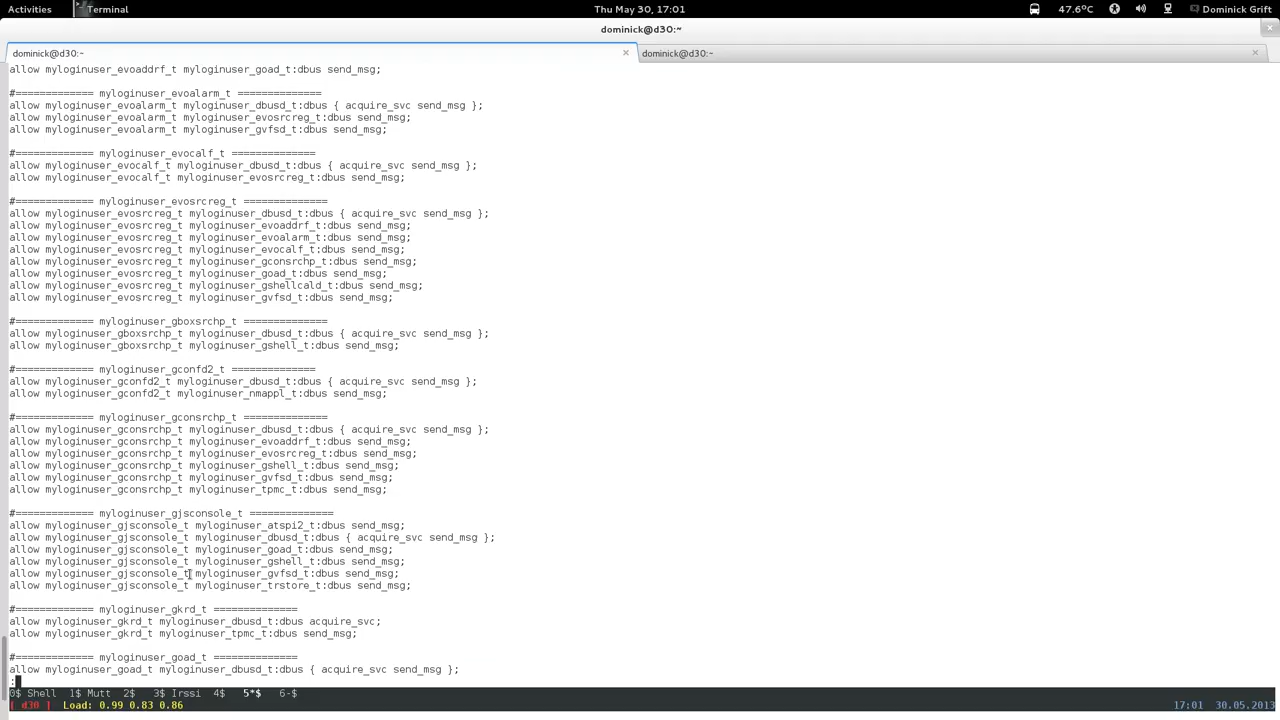 Activities Terminal Thu May 30, 17:01 47.6°C Dominick Grift
dominick@d30:~
dominick@d30:~ × dominick@d30:~ ×
allow myloginuser_evoaddrf_t myloginuser_goad_t:dbus send_msg;
#============= myloginuser_evoalarm_t ==============
allow myloginuser_evoalarm_t myloginuser_dbusd_t:dbus { acquire_svc send_msg };
allow myloginuser_evoalarm_t myloginuser_evosrcreg_t:dbus send_msg;
allow myloginuser_evoalarm_t myloginuser_gvfsd_t:dbus send_msg;
#============= myloginuser_evocalf_t ==============
allow myloginuser_evocalf_t myloginuser_dbusd_t:dbus { acquire_svc send_msg };
allow myloginuser_evocalf_t myloginuser_evosrcreg_t:dbus send_msg;
#============= myloginuser_evosrcreg_t ==============
allow myloginuser_evosrcreg_t myloginuser_dbusd_t:dbus { acquire_svc send_msg };
allow myloginuser_evosrcreg_t myloginuser_evoaddrf_t:dbus send_msg;
allow myloginuser_evosrcreg_t myloginuser_evoalarm_t:dbus send_msg;
allow myloginuser_evosrcreg_t myloginuser_evocalf_t:dbus send_msg;
allow myloginuser_evosrcreg_t myloginuser_gconsrchp_t:dbus send_msg;
allow myloginuser_evosrcreg_t myloginuser_goad_t:dbus send_msg;
allow myloginuser_evosrcreg_t myloginuser_gshellcald_t:dbus send_msg;
allow myloginuser_evosrcreg_t myloginuser_gvfsd_t:dbus send_msg;
#============= myloginuser_gboxsrchp_t ==============
allow myloginuser_gboxsrchp_t myloginuser_dbusd_t:dbus { acquire_svc send_msg };
allow myloginuser_gboxsrchp_t myloginuser_gshell_t:dbus send_msg;
#============= myloginuser_gconfd2_t ==============
allow myloginuser_gconfd2_t myloginuser_dbusd_t:dbus { acquire_svc send_msg };
allow myloginuser_gconfd2_t myloginuser_nmappl_t:dbus send_msg;
#============= myloginuser_gconsrchp_t ==============
allow myloginuser_gconsrchp_t myloginuser_dbusd_t:dbus { acquire_svc send_msg };
allow myloginuser_gconsrchp_t myloginuser_evoaddrf_t:dbus send_msg;
allow myloginuser_gconsrchp_t myloginuser_evosrcreg_t:dbus send_msg;
allow myloginuser_gconsrchp_t myloginuser_gshell_t:dbus send_msg;
allow myloginuser_gconsrchp_t myloginuser_gvfsd_t:dbus send_msg;
allow myloginuser_gconsrchp_t myloginuser_tpmc_t:dbus send_msg;
#============= myloginuser_gjsconsole_t ==============
allow myloginuser_gjsconsole_t myloginuser_atspi2_t:dbus send_msg;
allow myloginuser_gjsconsole_t myloginuser_dbusd_t:dbus { acquire_svc send_msg };
allow myloginuser_gjsconsole_t myloginuser_goad_t:dbus send_msg;
allow myloginuser_gjsconsole_t myloginuser_gshell_t:dbus send_msg;
allow myloginuser_gjsconsole_t myloginuser_gvfsd_t:dbus send_msg;
allow myloginuser_gjsconsole_t myloginuser_trstore_t:dbus send_msg;
#============= myloginuser_gkrd_t ==============
allow myloginuser_gkrd_t myloginuser_dbusd_t:dbus acquire_svc;
allow myloginuser_gkrd_t myloginuser_tpmc_t:dbus send_msg;
#============= myloginuser_goad_t ==============
allow myloginuser_goad_t myloginuser_dbusd_t:dbus { acquire_svc send_msg };
:
0$ Shell 1$ Mutt 2$ 3$ Irssi 4$ 5*$ 6-$
[ d30 ] Load: 0.99 0.83 0.86 17:01 30.05.2013